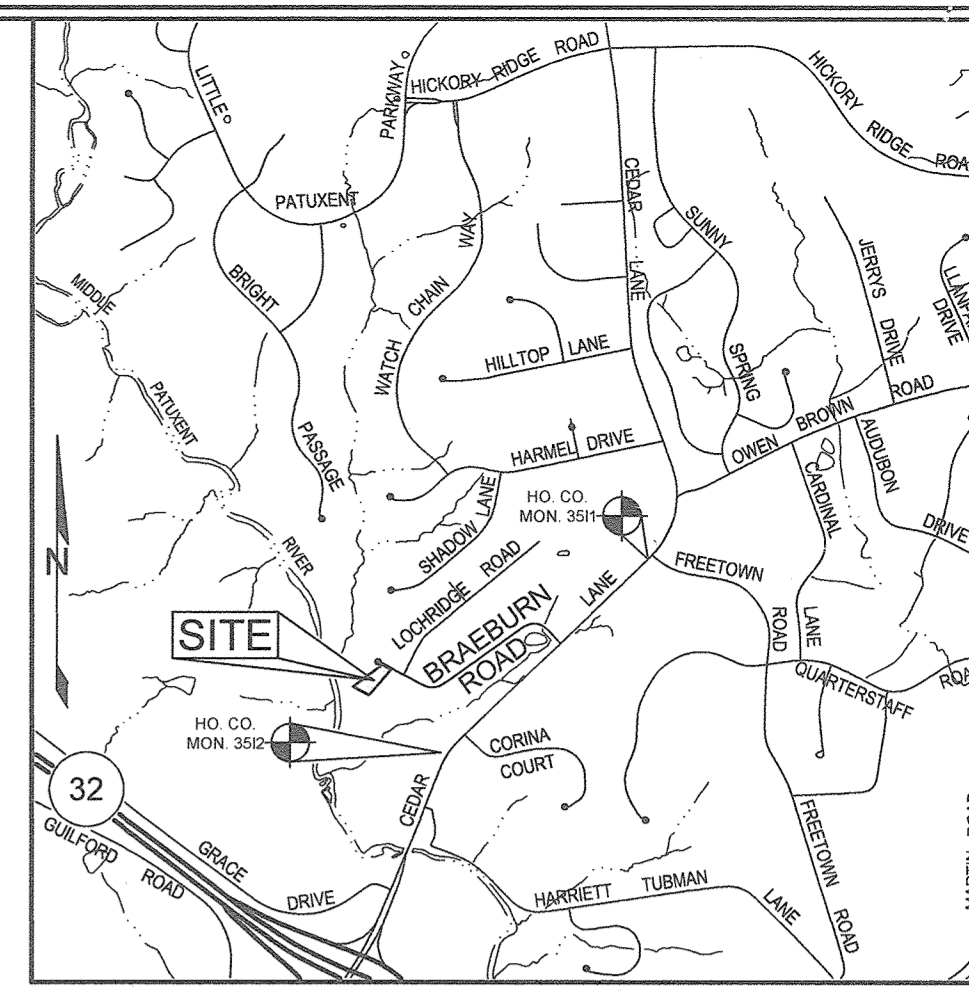 LITTLE
PATUXENT
PARKWAY
HICKORY RIDGE ROAD
HICKORY RIDGE
MIDDLE
PATUXENT
RIVER
BRIGHT
PASSAGE
WATCH CHAIN WAY
CEDAR LANE
SUNNY
SPRING
JERRYS DRIVE
DRIVE
HILLTOP LANE
HARMEL DRIVE
OWEN BROWN ROAD
AUDUBON
DRIVE
CARDINAL
LANE
HO. CO.
MON. 35I1
SHADOW LANE
LOCHRIDGE ROAD
FREETOWN
ROAD
N
SITE
BRAEBURN
ROAD
LANE
QUARTERSTAFF
HO. CO.
MON. 35I2
CORINA
COURT
CEDAR
32
GUILFORD
ROAD
GRACE
DRIVE
HARRIETT TUBMAN
LANE
FREETOWN
ROAD